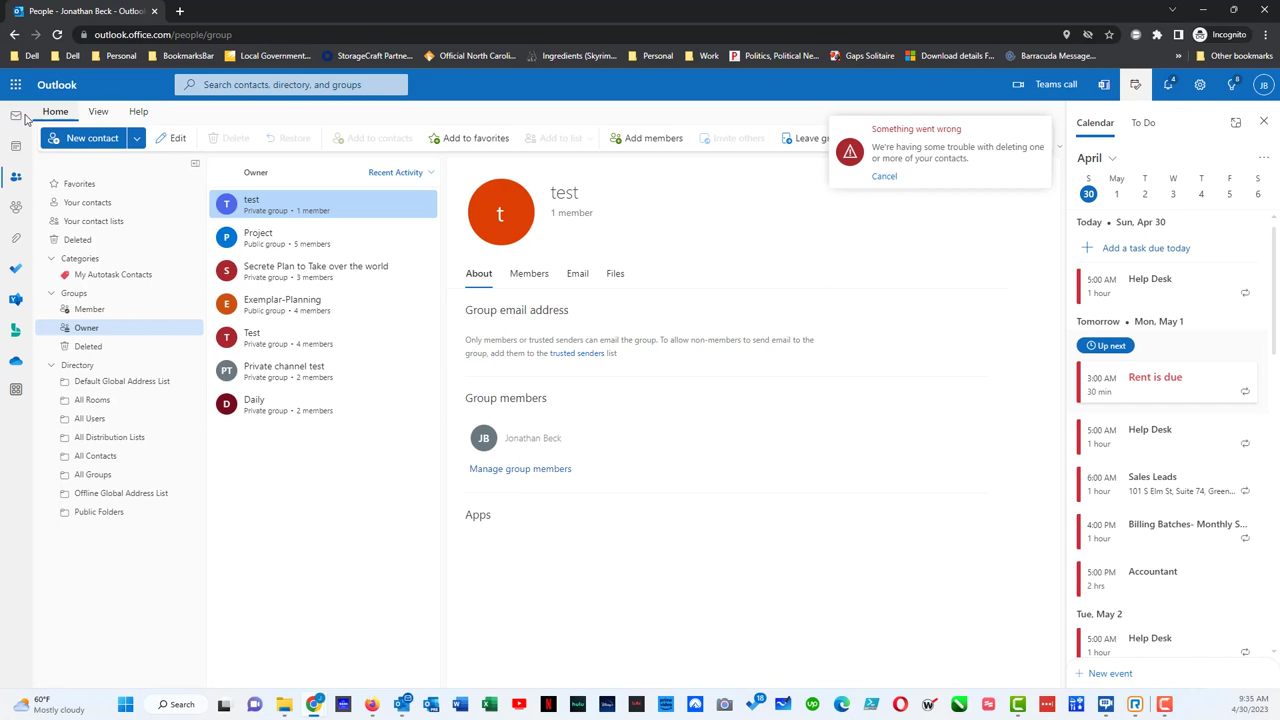 People - Jonathan Beck - Outlook
outlook.office.com/people/group
Incognito
Dell
Dell
Personal
Business
Local Government...
StorageCraft Partner...
Official North Carol...
Ingredients (Skyrim...
Personal
Work
Politics, Political Ne...
Gaps Solitaire
Download details F...
Barracuda Message...
»
Other bookmarks
Outlook
Search contacts, directory, and groups
Teams call
4
8
JB
Home
View
Help
New contact
Edit
Delete
Restore
Add to contacts
Add to favorites
Add to list
Add members
Invite others
Leave gr
Something went wrong
We're having some trouble with deleting one
or more of your contacts.
Cancel
Favorites
Your contacts
Your contact lists
Deleted
Categories
My Autotask Contacts
Groups
Member
Owner
Deleted
Directory
Default Global Address List
All Rooms
All Users
All Distribution Lists
All Contacts
All Groups
Offline Global Address List
Public Folders
Owner
Recent Activity
T
test
Private group • 1 member
P
Project
Public group • 5 members
S
Secrete Plan to Take over the world
Private group • 3 members
E
Exemplar-Planning
Public group • 4 members
T
Test
Private group • 4 members
PT
Private channel test
Private group • 2 members
D
Daily
Private group • 2 members
t
test
1 member
About
Members
Email
Files
Group email address
Only members or trusted senders can email the group. To allow non-members to send email to the
group, add them to the trusted senders list
Group members
JB
Jonathan Beck
Manage group members
Apps
Calendar
To Do
April
S
M
T
W
T
F
S
30
May
1
2
3
4
5
6
Today • Sun, Apr 30
Add a task due today
5:00 AM
Help Desk
1 hour
Tomorrow • Mon, May 1
Up next
3:00 AM
Rent is due
30 min
5:00 AM
Help Desk
1 hour
6:00 AM
Sales Leads
1 hour
101 S Elm St, Suite 74, Green...
4:00 PM
Billing Batches- Monthly S...
1 hour
5:00 PM
Accountant
2 hrs
Tue, May 2
5:00 AM
Help Desk
1 hour
New event
60°F
Mostly cloudy
Search
18
9:35 AM
4/30/2023